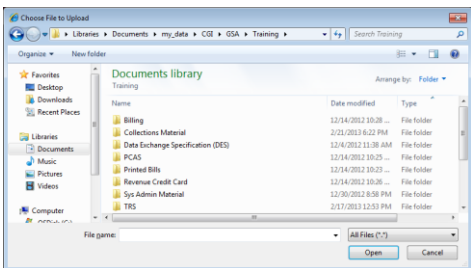 Choose File to Upload
Libraries Documents my_data CGI GSA Training
Search Training
Organize New folder
Favorites
Desktop
Downloads
Recent Places
Libraries
Documents
Music
Pictures
Videos
Computer
Documents library
Training
Arrange by: Folder
Name Date modified Type
Billing 12/14/2012 10:28 ... File folder
Collections Material 2/21/2013 6:22 PM File folder
Data Exchange Specification (DES) 12/4/2012 11:38 AM File folder
PCAS 12/14/2012 10:25 ... File folder
Printed Bills 12/14/2012 10:23 ... File folder
Revenue Credit Card 12/14/2012 10:26 ... File folder
Sys Admin Material 12/30/2012 8:58 PM File folder
TRS 2/17/2013 12:53 PM File folder
File name: All Files (*.*)
Open Cancel